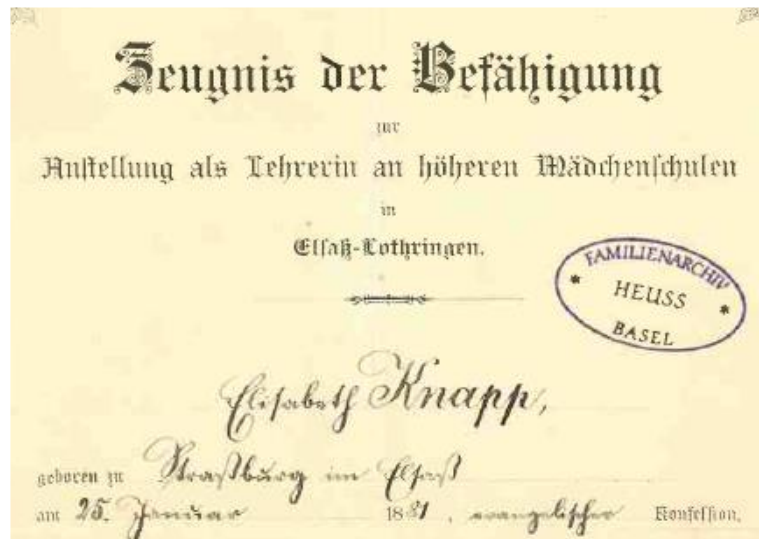 Zeugnis der Befähigung
zur
Anstellung als Lehrerin an höheren Mädchenschulen
in
Elsaß-Lothringen.
FAMILIENARCHIV
HEUSS
BASEL
Elisabeth Knapp,
geboren zu Straßburg im Elsaß
am 25. Januar 1881, evangelischer Konfession.